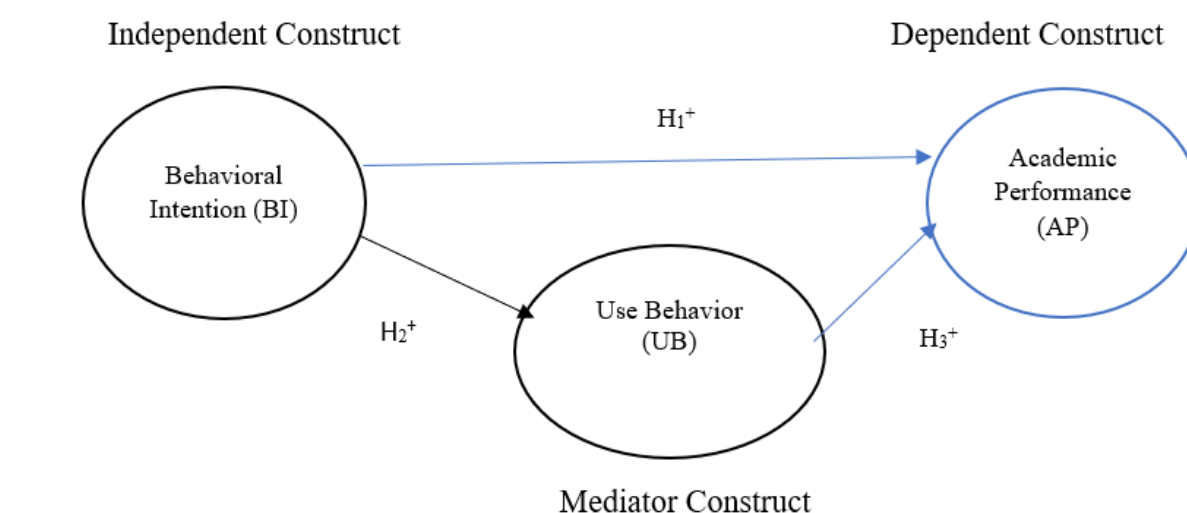 Independent Construct
Dependent Construct
H₁⁺
Behavioral
Intention (BI)
Academic
Performance
(AP)
Use Behavior
(UB)
H₂⁺
H₃⁺
Mediator Construct